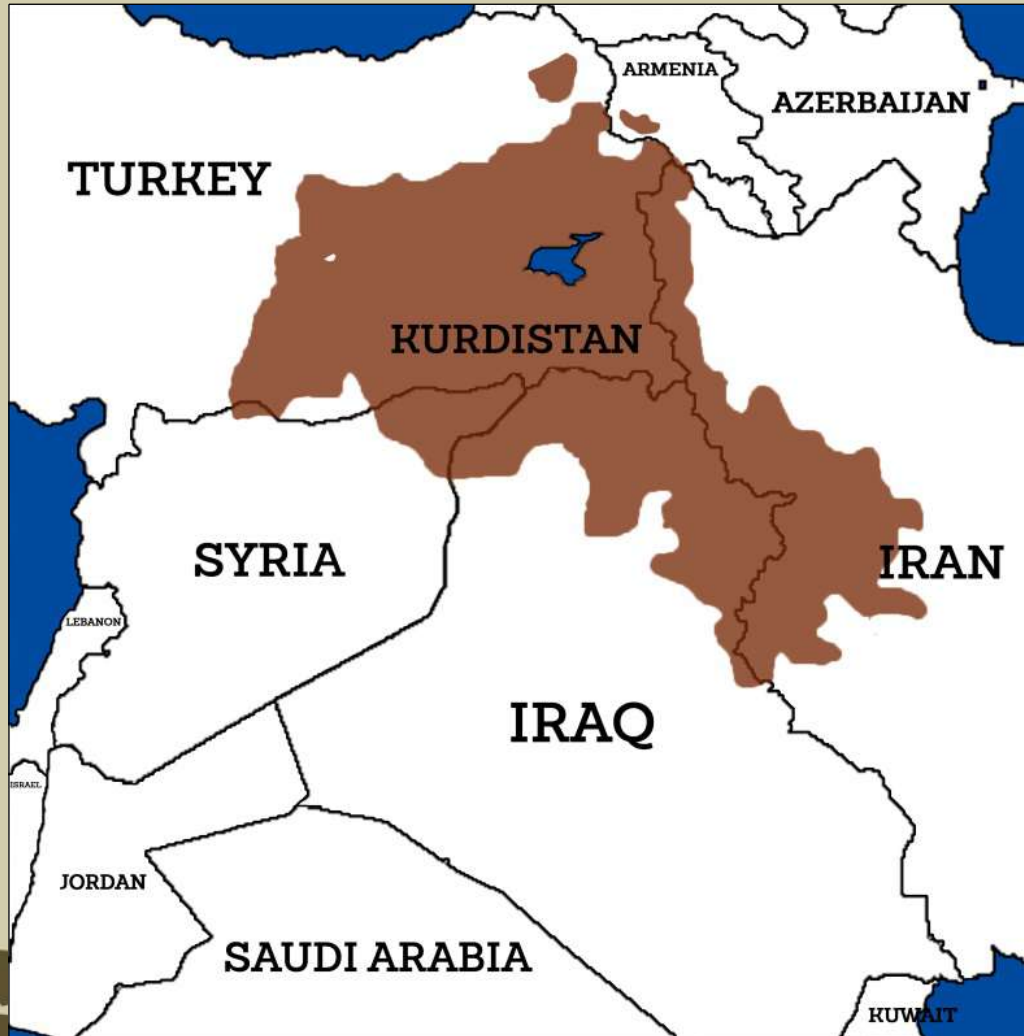 ARMENIA
AZERBAIJAN
TURKEY
KURDISTAN
SYRIA
IRAN
LEBANON
IRAQ
ISRAEL
JORDAN
SAUDI ARABIA
KUWAIT